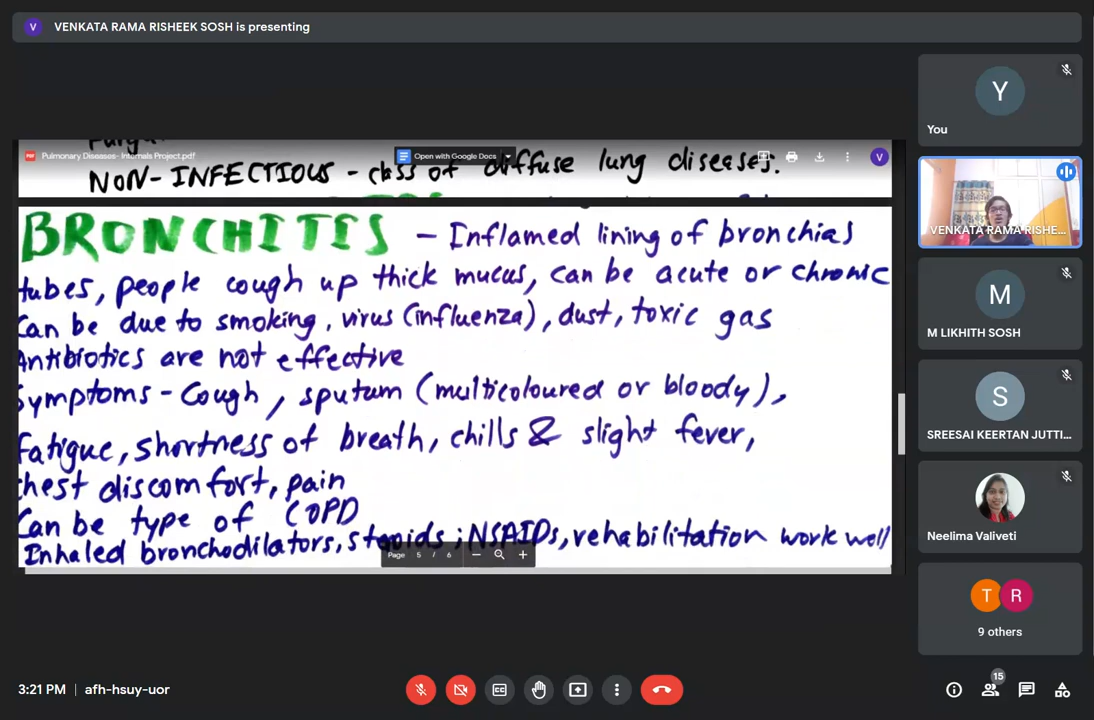 V VENKATA RAMA RISHEEK SOSH is presenting
Pulmonary Diseases- Internals Project.pdf
Open with Google Docs
V
NON-INFECTIOUS - class of diffuse lung diseases.
BRONCHITIS - Inflamed lining of bronchias
tubes, people cough up thick mucus, can be acute or chronic
Can be due to smoking, virus (influenza), dust, toxic gas
Antibiotics are not effective
Symptoms - Cough, sputum (multicoloured or bloody),
Fatigue, shortness of breath, chills & slight fever,
chest discomfort, pain
Can be type of COPD
Inhaled bronchodilators, steroids; NSAIDs, rehabilitation work well
Page 5 / 6
Y
You
VENKATA RAMA RISHE...
M
M LIKHITH SOSH
S
SREESAI KEERTAN JUTTI...
Neelima Valiveti
T R
9 others
3:21 PM | afh-hsuy-uor
15